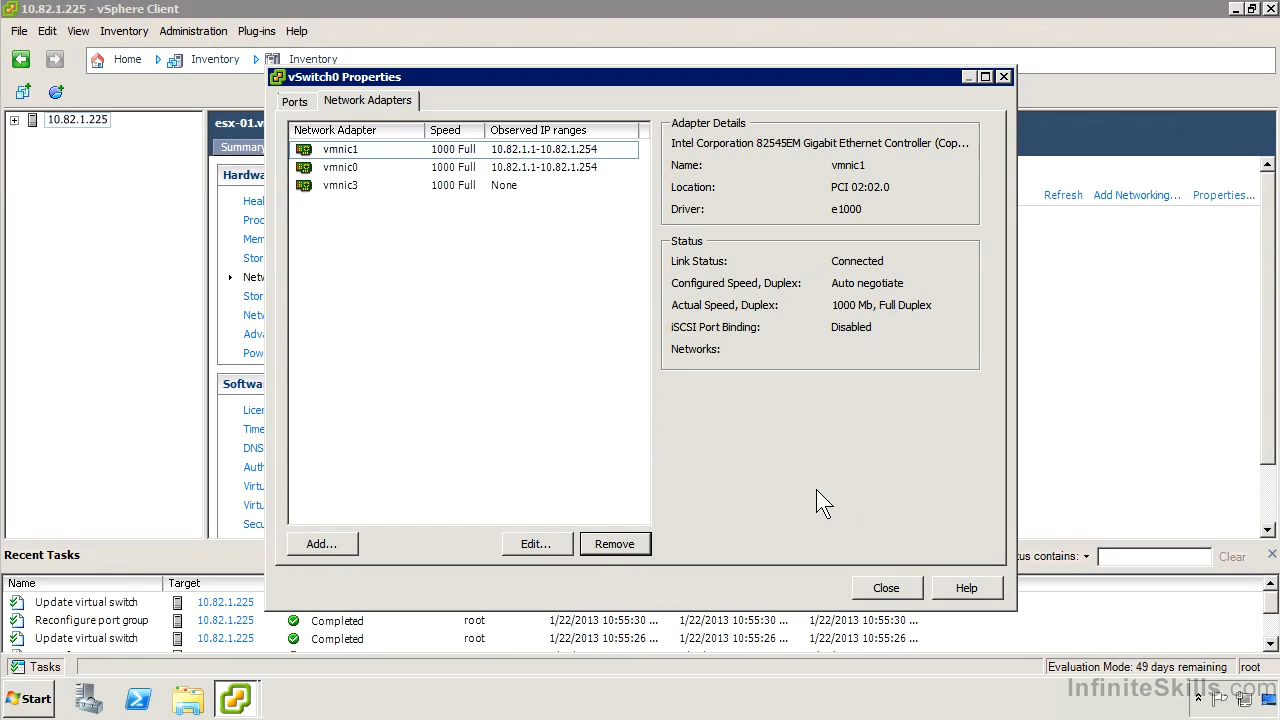 10.82.1.225 - vSphere Client
File Edit View Inventory Administration Plug-ins Help
Home Inventory Inventory
vSwitch0 Properties
Ports Network Adapters
10.82.1.225
esx-01.v
Summary
Hardwar
Heal
Proc
Mem
Stor
Netw
Stor
Netw
Adva
Powe
Softwa
Licen
Time
DNS
Auth
Virtu
Virtu
Secu
Network Adapter Speed Observed IP ranges
vmnic1 1000 Full 10.82.1.1-10.82.1.254
vmnic0 1000 Full 10.82.1.1-10.82.1.254
vmnic3 1000 Full None
Adapter Details
Intel Corporation 82545EM Gigabit Ethernet Controller (Cop...
Name: vmnic1
Location: PCI 02:02.0
Driver: e1000
Status
Link Status: Connected
Configured Speed, Duplex: Auto negotiate
Actual Speed, Duplex: 1000 Mb, Full Duplex
iSCSI Port Binding: Disabled
Networks:
Refresh Add Networking... Properties...
Add... Edit... Remove
Close Help
Recent Tasks
tus contains: Clear
Name Target
Update virtual switch 10.82.1.225
Reconfigure port group 10.82.1.225 Completed root 1/22/2013 10:55:30 ... 1/22/2013 10:55:30 ... 1/22/2013 10:55:30 ...
Update virtual switch 10.82.1.225 Completed root 1/22/2013 10:55:26 ... 1/22/2013 10:55:26 ... 1/22/2013 10:55:26 ...
Tasks Evaluation Mode: 49 days remaining root
Start
InfiniteSkills.com